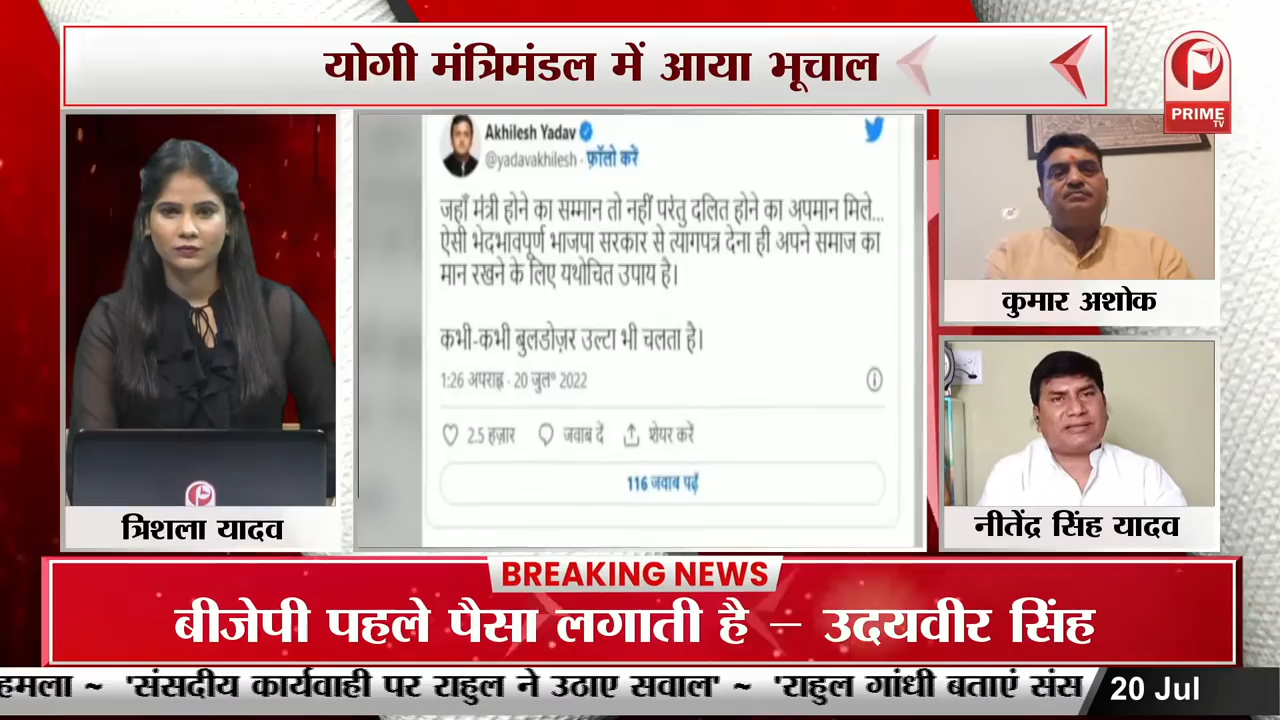 योगी मंत्रिमंडल में आया भूचाल
PRIME
TV
Akhilesh Yadav
@yadavakhilesh · फ़ॉलो करें
जहाँ मंत्री होने का सम्मान तो नहीं परंतु दलित होने का अपमान मिले...
ऐसी भेदभावपूर्ण भाजपा सरकार से त्यागपत्र देना ही अपने समाज का
मान रखने के लिए यथोचित उपाय है।
कभी-कभी बुलडोज़र उल्टा भी चलता है।
1:26 अपराह्न · 20 जुल॰ 2022
2.5 हज़ार जवाब दें शेयर करें
116 जवाब पढ़ें
त्रिशला यादव
कुमार अशोक
नीतेंद्र सिंह यादव
BREAKING NEWS
बीजेपी पहले पैसा लगाती है – उदयवीर सिंह
हमला ~ 'संसदीय कार्यवाही पर राहुल ने उठाए सवाल' ~ 'राहुल गांधी बताएं संस
20 Jul